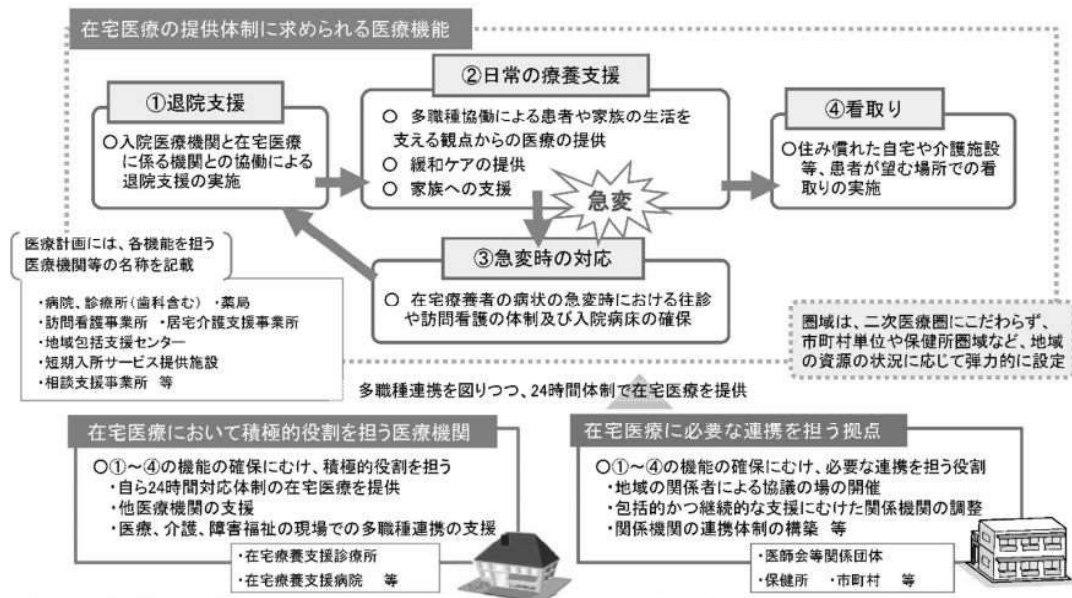 在宅医療の提供体制に求められる医療機能
①退院支援
○入院医療機関と在宅医療
に係る機関との協働による
退院支援の実施
②日常の療養支援
○ 多職種協働による患者や家族の生活を
支える観点からの医療の提供
○ 緩和ケアの提供
○ 家族への支援
急変
④看取り
○住み慣れた自宅や介護施設
等、患者が望む場所での看
取りの実施
③急変時の対応
○ 在宅療養者の病状の急変時における往診
や訪問看護の体制及び入院病床の確保
医療計画には、各機能を担う
医療機関等の名称を記載
・病院、診療所(歯科含む) ・薬局
・訪問看護事業所 ・居宅介護支援事業所
・地域包括支援センター
・短期入所サービス提供施設
・相談支援事業所 等
圏域は、二次医療圏にこだわらず、
市町村単位や保健所圏域など、地域
の資源の状況に応じて弾力的に設定
多職種連携を図りつつ、24時間体制で在宅医療を提供
在宅医療において積極的役割を担う医療機関
○①～④の機能の確保にむけ、積極的役割を担う
・自ら24時間対応体制の在宅医療を提供
・他医療機関の支援
・医療、介護、障害福祉の現場での多職種連携の支援
・在宅療養支援診療所
・在宅療養支援病院 等
在宅医療に必要な連携を担う拠点
○①～④の機能の確保にむけ、必要な連携を担う役割
・地域の関係者による協議の場の開催
・包括的かつ継続的な支援にむけた関係機関の調整
・関係機関の連携体制の構築 等
・医師会等関係団体
・保健所 ・市町村 等